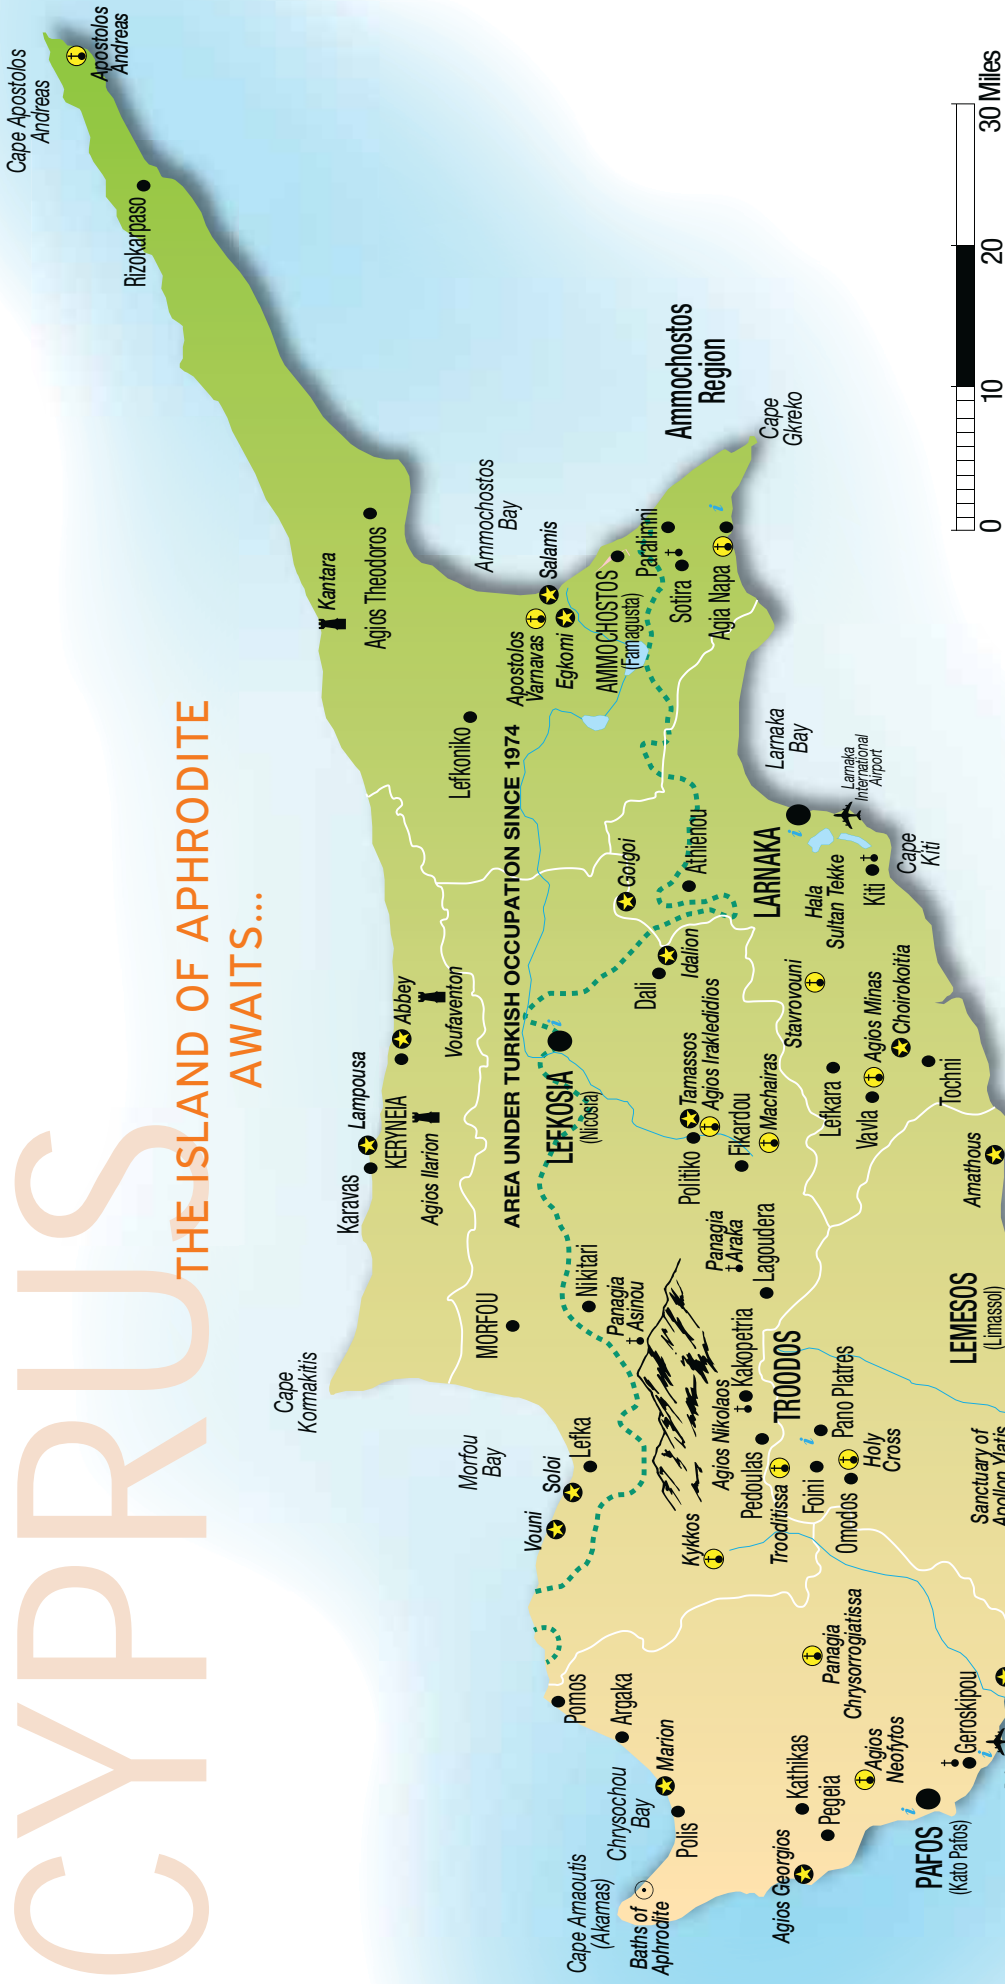 CYPRUS
THE ISLAND OF APHRODITE
AWAITS...
Cape Apostolos
Andreas
Apostolos
Andreas
Rizokarpaso
Kantara
Agios Theodoros
Ammochostos
Bay
Lefkoniko
Salamis
Apostolos
Varnavas
Egkomi
AMMOCHOSTOS
(Famagusta)
Ammochostos
Region
Paralimni
Sotira
Agia Napa
i
Cape
Gkreko
AREA UNDER TURKISH OCCUPATION SINCE 1974
Lampousa
Karavas
KERYNEIA
Abbey
Voufaventon
Agios Ilarion
Cape
Kormakitis
MORFOU
Morfou
Bay
Nikitari
Panagia
Asinou
Soloi
Lefka
Vouni
LEFKOSIA
(Nicosia)
i
Golgoi
Athienou
Dali
Idalion
Tamassos
Agios Irakledidios
Politiko
Fikardou
Machairas
Larnaka
Bay
LARNAKA
i
Larnaka
International
Airport
Hala
Sultan Tekke
Kiti
Cape
Kiti
Stavrovouni
Lefkara
Agios Minas
Vavla
Choirokoitia
Tochni
Amathous
Panagia
Araka
Lagoudera
Agios Nikolaos
Kakopetria
TROODOS
Pedoulas
Trooditissa
Foini
i
Pano Platres
Omodos
Holy
Cross
Kykkos
LEMESOS
(Limassol)
Sanctuary of
Apollon Ylatis
Pomos
Argaka
Chrysochou
Bay
Marion
Polis
Cape Arnaoutis
(Akamas)
Baths of
Aphrodite
Panagia
Chrysorrogiatissa
Kathikas
Pegeia
Agios Georgios
Agios
Neofytos
PAFOS
(Kato Pafos)
i
Geroskipou
i
0
10
20
30 Miles